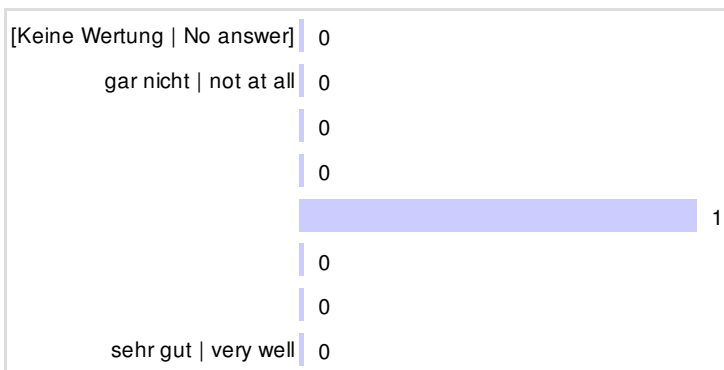 [Keine Wertung | No answer] 0
gar nicht | not at all 0
0
0
1
0
0
sehr gut | very well 0